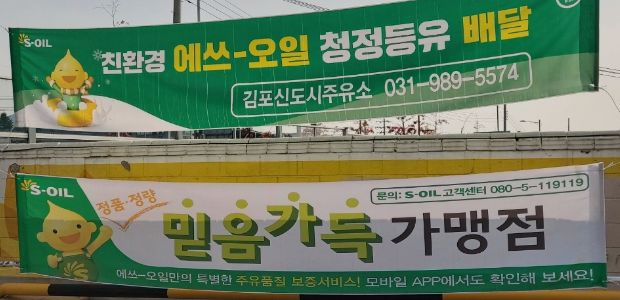 S-OIL
친환경 에쓰-오일 청정등유 배달
김포신도시주유소 031-989-5574
S-OIL
문의: S-OIL고객센터 080-5-119119
정품·정량
믿음가득 가맹점
에쓰-오일만의 특별한 주유품질 보증서비스! 모바일 APP에서도 확인해 보세요!